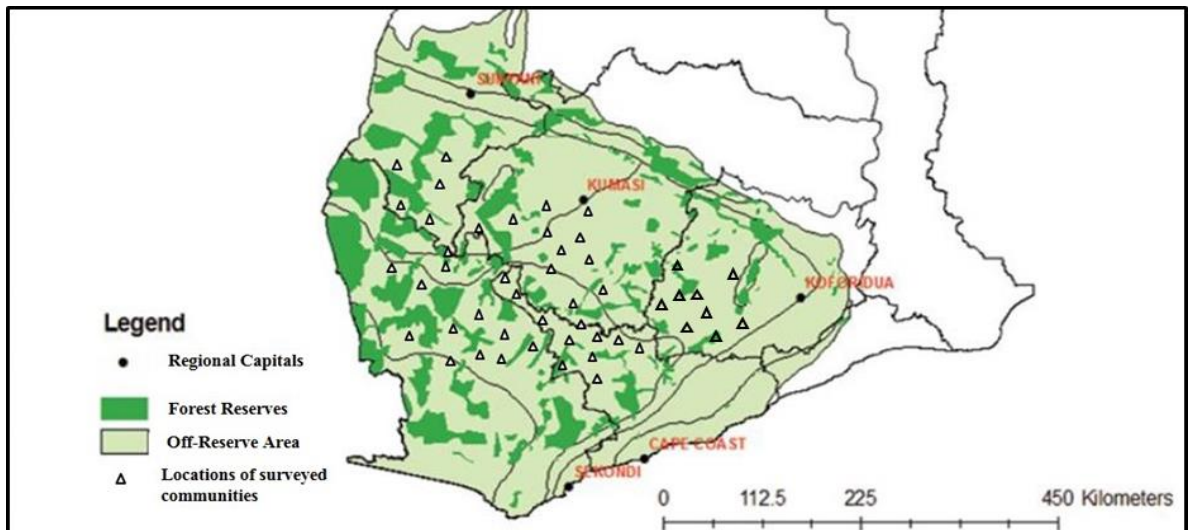 SUNYANI
KUMASI
KOFORIDUA
CAPE COAST
SEKONDI
Legend
Regional Capitals
Forest Reserves
Off-Reserve Area
Locations of surveyed
communities
0 112.5 225 450 Kilometers